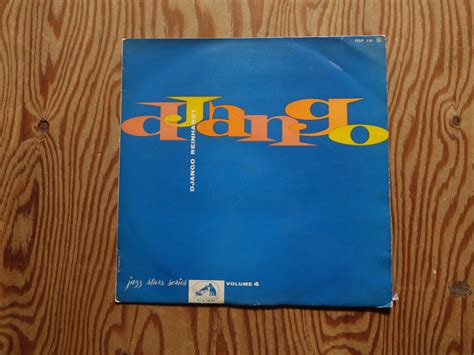 django
DJANGO REINHARDT
jazz stars series
VOLUME 4